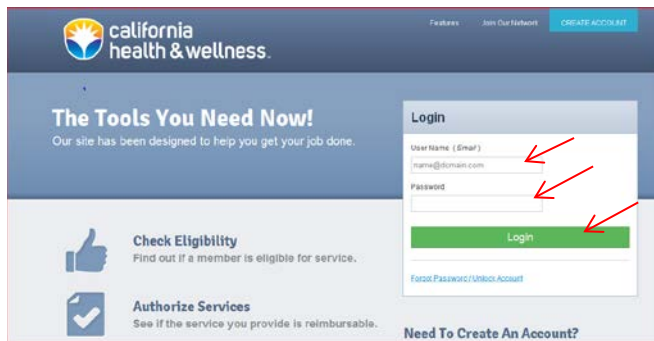 california
health & wellness.
Features
Join Our Network
CREATE ACCOUNT
The Tools You Need Now!
Our site has been designed to help you get your job done.
Login
User Name (Email)
name@domain.com
Password
Login
Forgot Password / Unlock Account
Check Eligibility
Find out if a member is eligible for service.
Authorize Services
See if the service you provide is reimbursable.
Need To Create An Account?